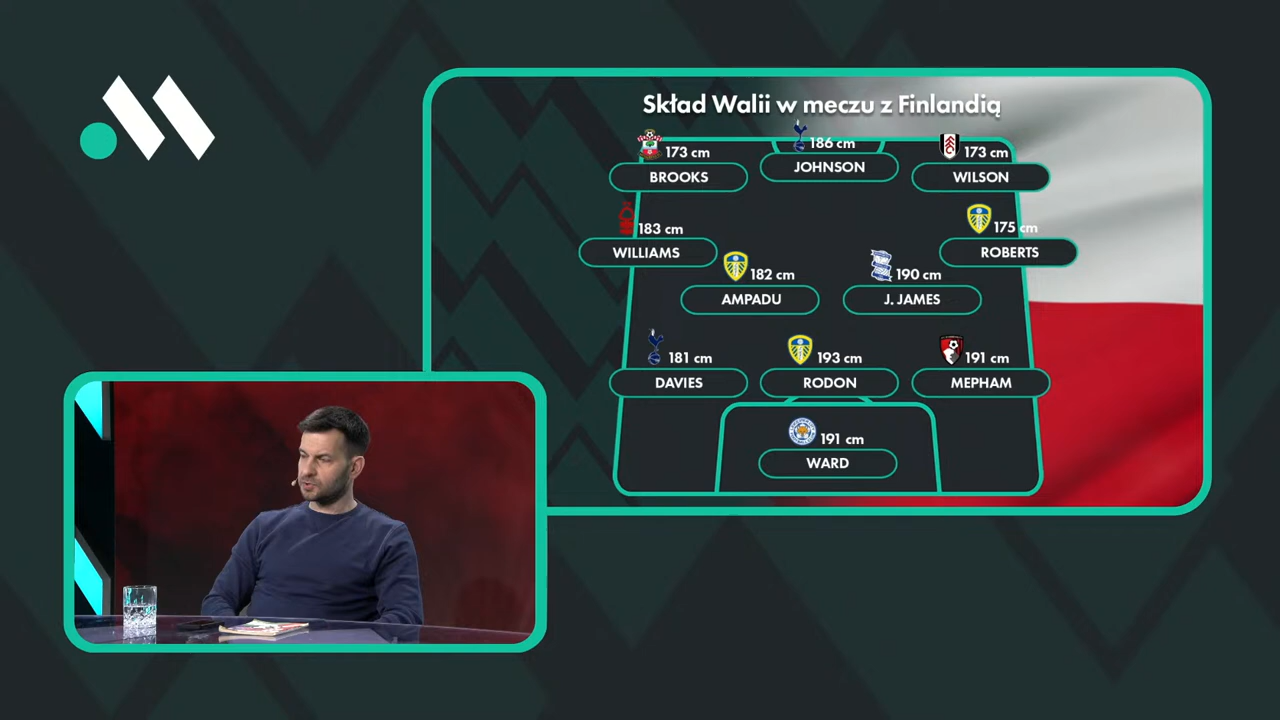 Skład Walii w meczu z Finlandią
173 cm
BROOKS
186 cm
JOHNSON
173 cm
WILSON
183 cm
WILLIAMS
175 cm
ROBERTS
182 cm
AMPADU
190 cm
J. JAMES
181 cm
DAVIES
193 cm
RODON
191 cm
MEPHAM
191 cm
WARD